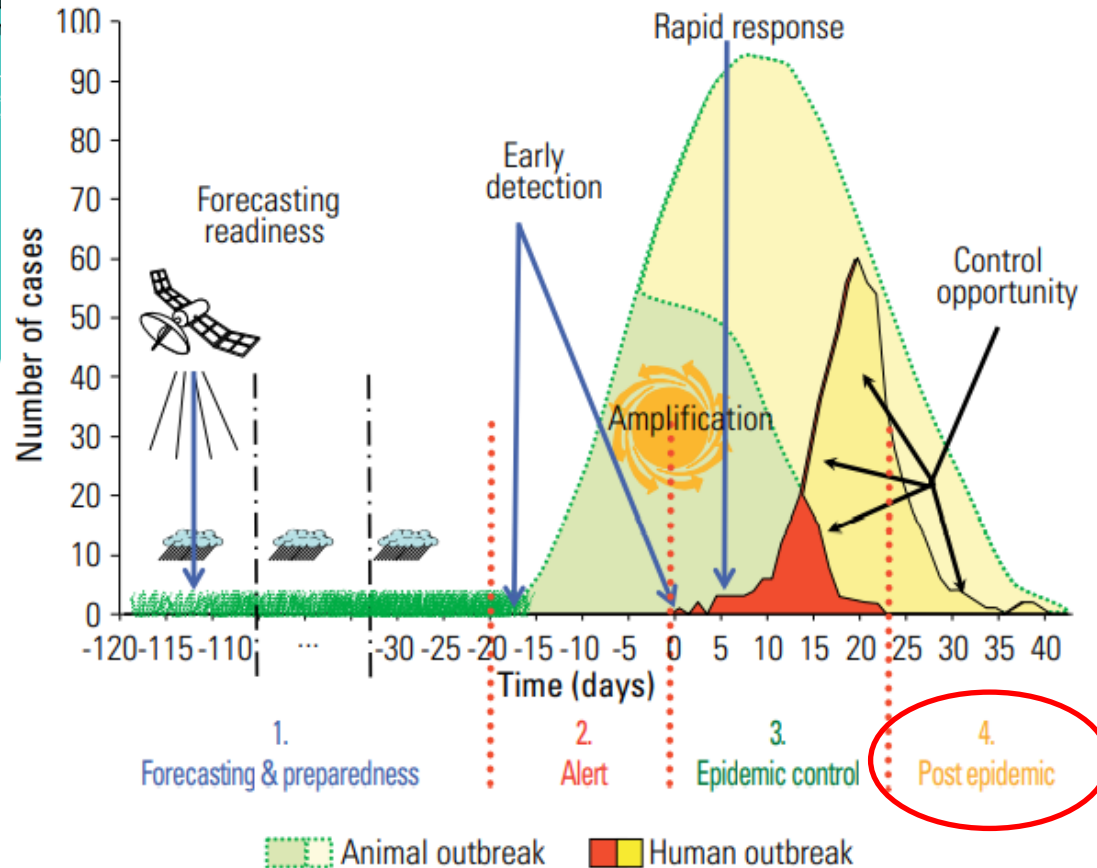 Number of cases
100
90
80
70
60
50
40
30
20
10
0
Forecasting
readiness
Early
detection
Rapid response
Amplification
Control
opportunity
-120 -115 -110 ... -30 -25 -20 -15 -10 -5 0 5 10 15 20 25 30 35 40
Time (days)
1.
Forecasting & preparedness
2.
Alert
3.
Epidemic control
4.
Post epidemic
Animal outbreak
Human outbreak